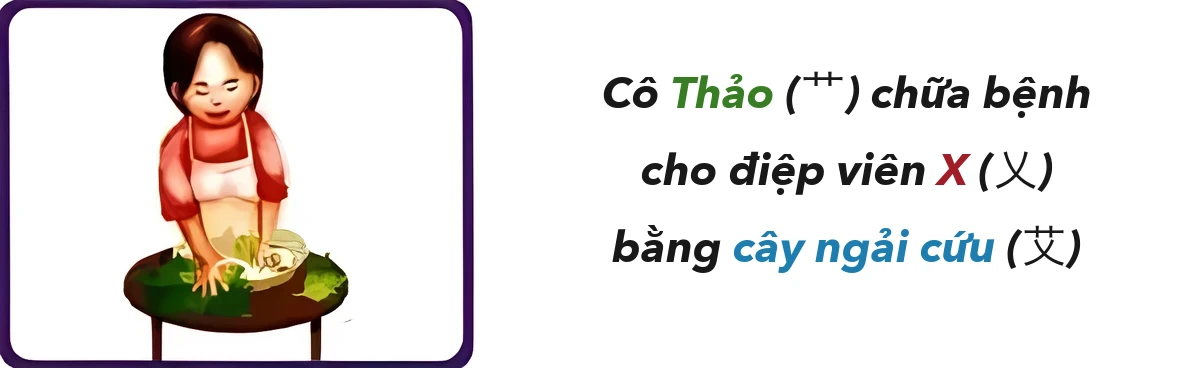 Cô Thảo (艹) chữa bệnh
cho điệp viên X (乂)
bằng cây ngải cứu (艾)